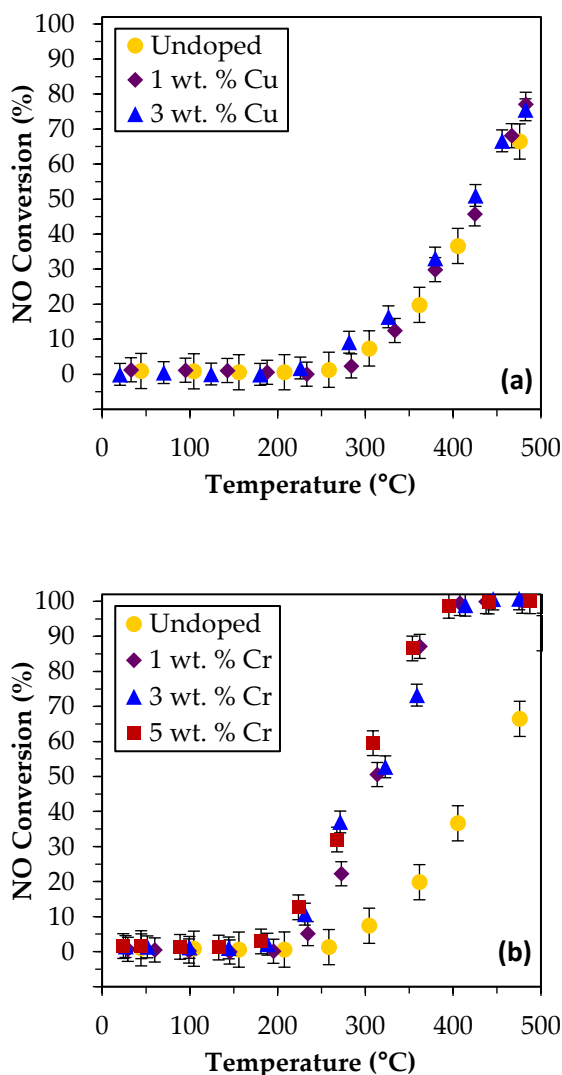 100
90
80
70
60
50
40
30
20
10
0
NO Conversion (%)
Undoped
1 wt. % Cu
3 wt. % Cu
(a)
0 100 200 300 400 500
Temperature (°C)
100
90
80
70
60
50
40
30
20
10
0
NO Conversion (%)
Undoped
1 wt. % Cr
3 wt. % Cr
5 wt. % Cr
(b)
0 100 200 300 400 500
Temperature (°C)